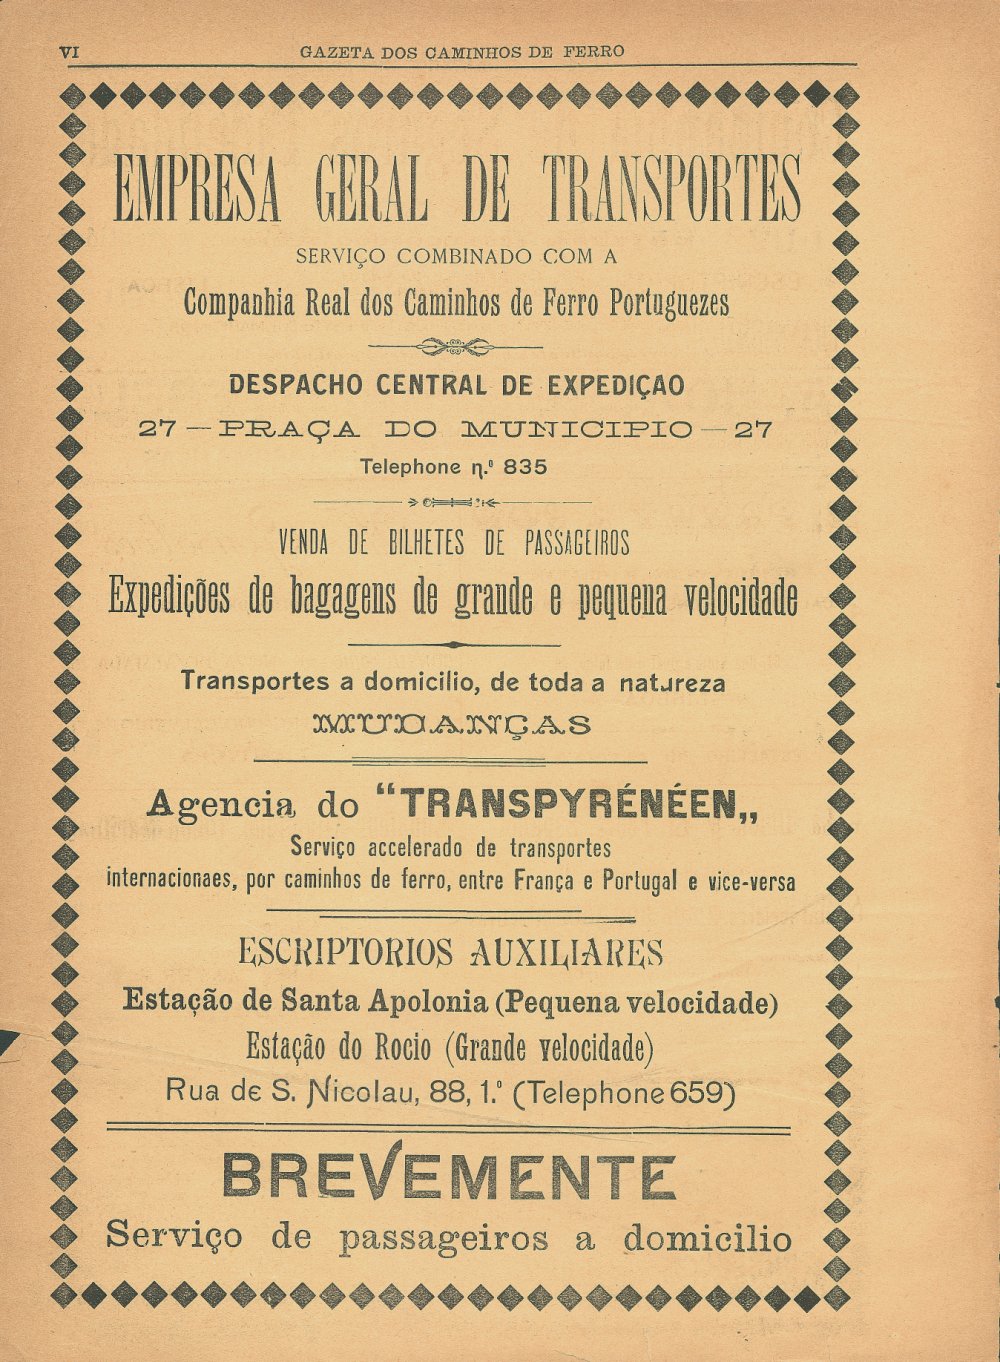 VI
GAZETA DOS CAMINHOS DE FERRO
EMPRESA GERAL DE TRANSPORTES
SERVIÇO COMBINADO COM A
Companhia Real dos Caminhos de Ferro Portuguezes
DESPACHO CENTRAL DE EXPEDIÇAO
27 — PRAÇA DO MUNICIPIO — 27
Telephone n.º 835
VENDA DE BILHETES DE PASSAGEIROS
Expedições de bagagens de grande e pequena velocidade
Transportes a domicilio, de toda a natureza
MUDANÇAS
Agencia do “TRANSPYRÉNÉEN„
Serviço accelerado de transportes
internacionaes, por caminhos de ferro, entre França e Portugal e vice-versa
ESCRIPTORIOS AUXILIARES
Estação de Santa Apolonia (Pequena velocidade)
Estação do Rocio (Grande velocidade)
Rua de S. Nicolau, 88, 1.º (Telephone 659)
BREVEMENTE
Serviço de passageiros a domicilio